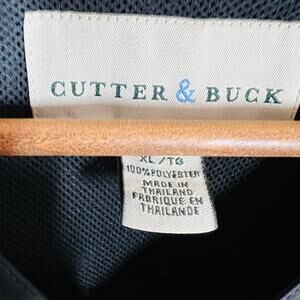 CUTTER & BUCK
XL/TG
100% POLYESTER
MADE IN
THAILAND
FABRIQUE EN
THAILANDE